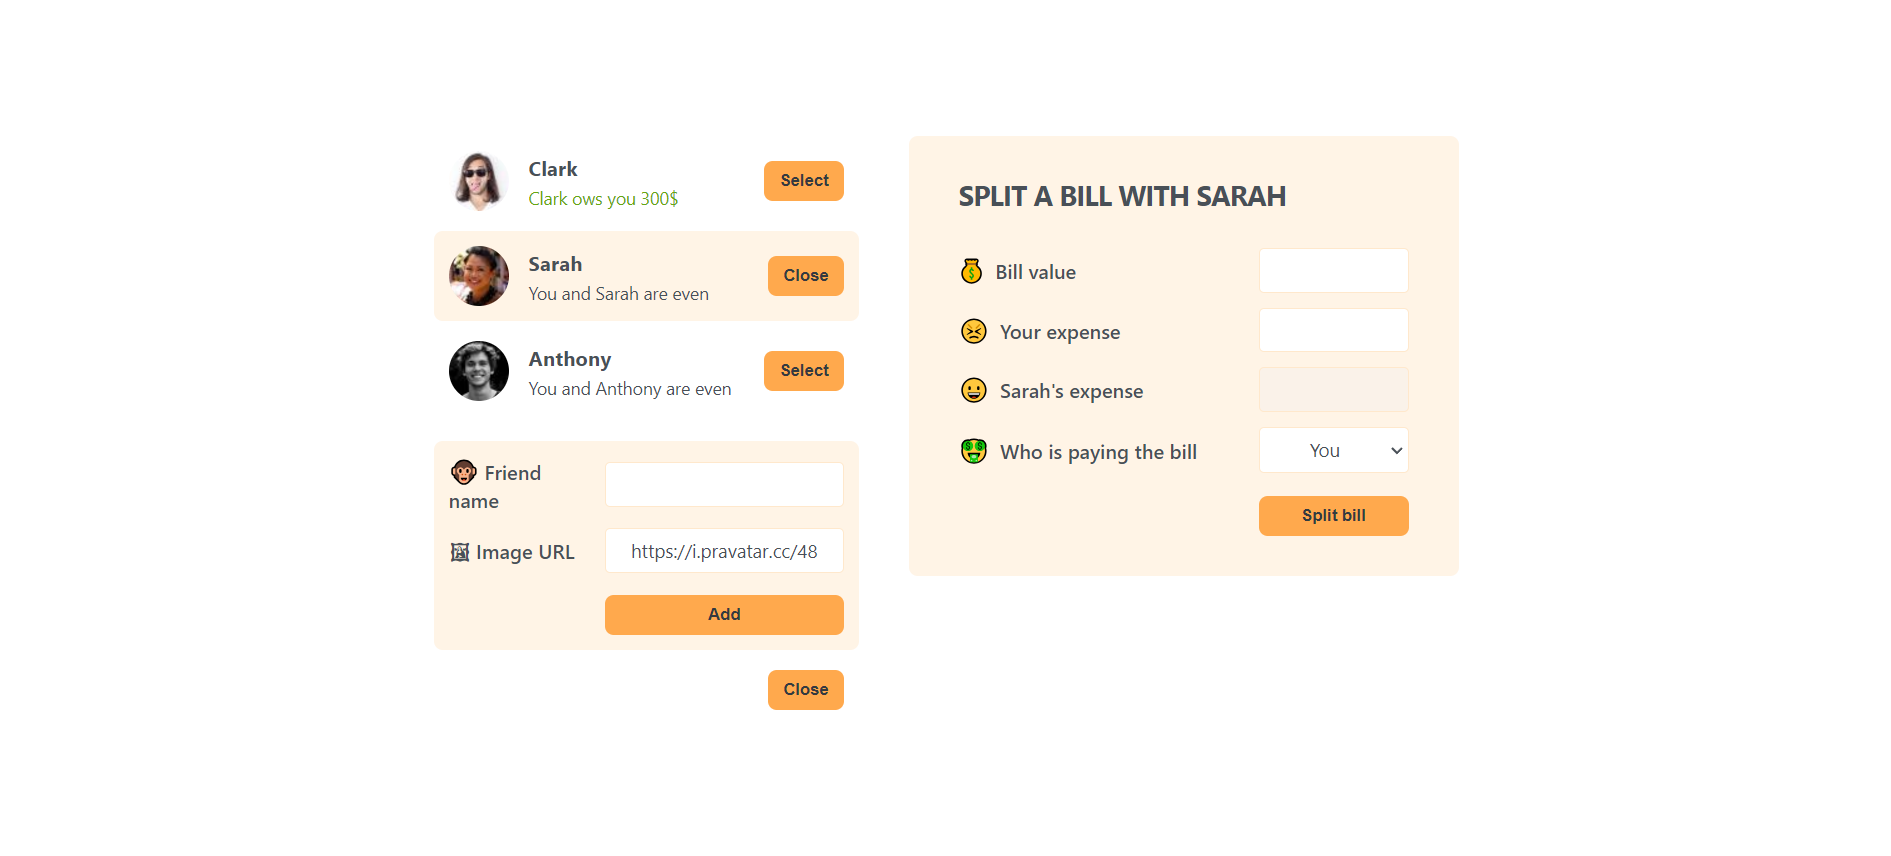 Clark
Clark ows you 300$
Select
Sarah
You and Sarah are even
Close
Anthony
You and Anthony are even
Select
Friend
name
Image URL
https://i.pravatar.cc/48
Add
Close
SPLIT A BILL WITH SARAH
Bill value
Your expense
Sarah's expense
Who is paying the bill
You
Split bill